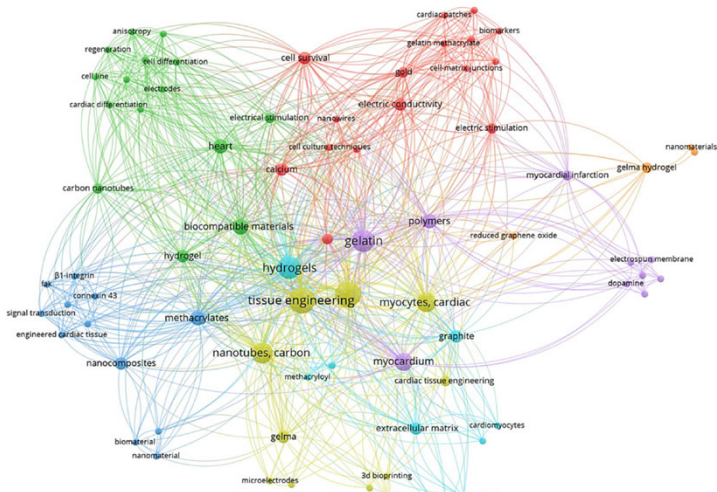 cardiac patches
anisotropy
biomarkers
gelatin methacrylate
regeneration
cell survival
cell differentiation
cell line
gold
cell-matrix junctions
electrodes
cardiac differentiation
electric conductivity
electrical stimulation
nanowires
electric stimulation
heart
cell culture techniques
nanomaterials
calcium
gelma hydrogel
myocardial infarction
carbon nanotubes
polymers
biocompatible materials
gelatin
reduced graphene oxide
hydrogel
electrospun membrane
hydrogels
β1-integrin
fak
dopamine
connexin 43
tissue engineering
myocytes, cardiac
signal transduction
methacrylates
engineered cardiac tissue
graphite
nanotubes, carbon
myocardium
nanocomposites
methacryloyl
cardiac tissue engineering
cardiomyocytes
extracellular matrix
gelma
biomaterial
nanomaterial
3d bioprinting
microelectrodes